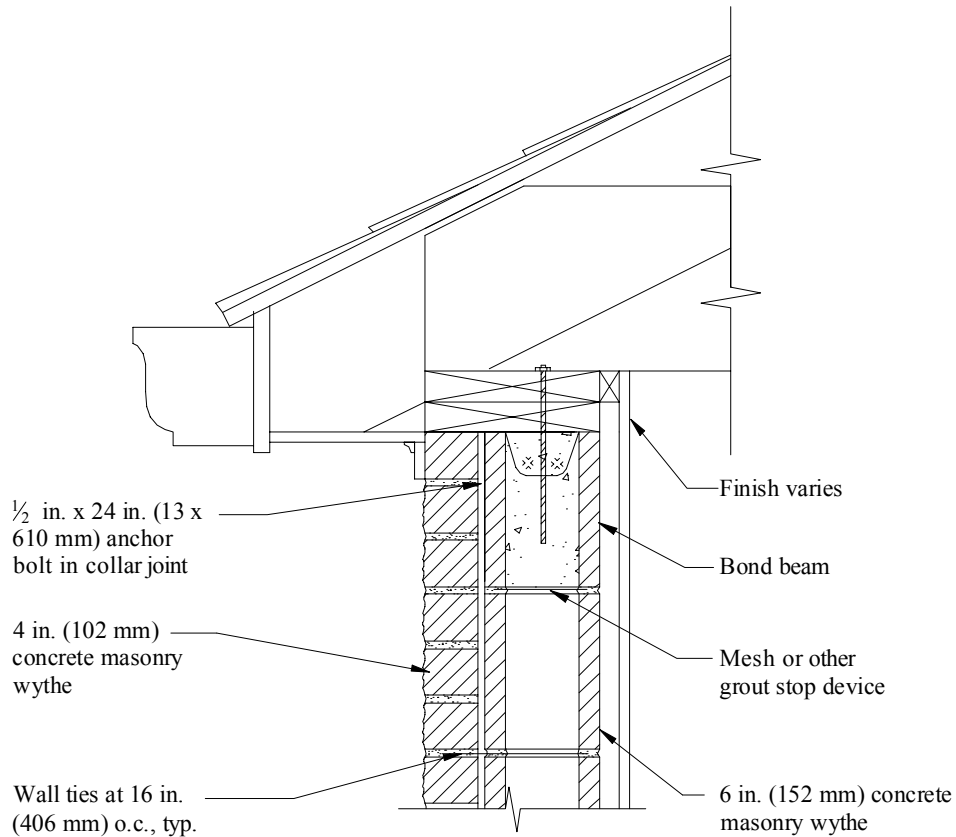 ½ in. x 24 in. (13 x
610 mm) anchor
bolt in collar joint
4 in. (102 mm)
concrete masonry
wythe
Wall ties at 16 in.
(406 mm) o.c., typ.
Finish varies
Bond beam
Mesh or other
grout stop device
6 in. (152 mm) concrete
masonry wythe